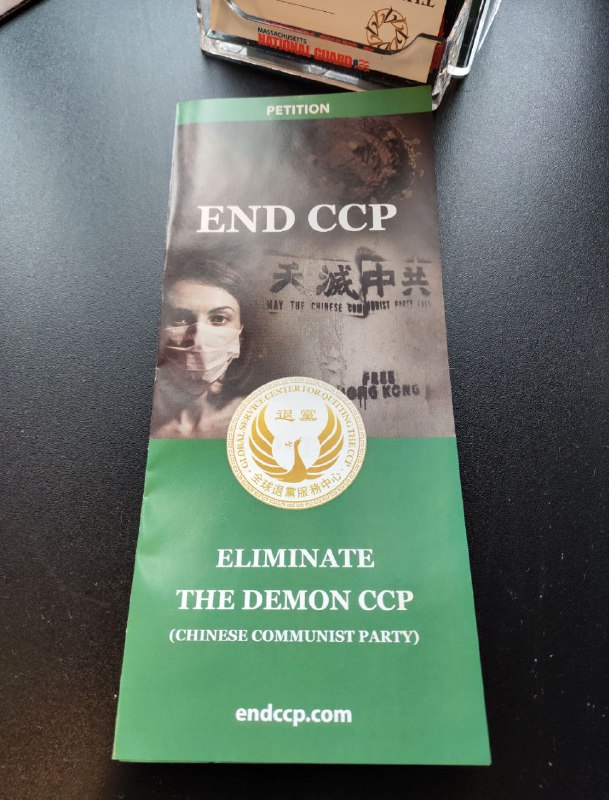 MASSACHUSETTS
NATIONAL GUARD
PETITION
END CCP
天滅中共
MAY THE CHINESE COMMUNIST PARTY
FREE
HONG KONG
GLOBAL SERVICE CENTER FOR QUITTING THE CCP
退黨
全球退黨服務中心
ELIMINATE
THE DEMON CCP
(CHINESE COMMUNIST PARTY)
endccp.com